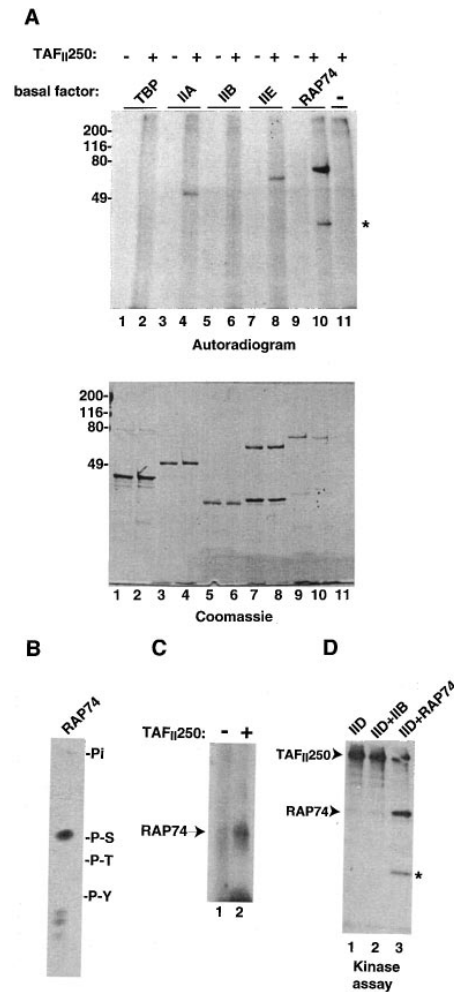 A
TAFII250: - + - + - + - + - + +
basal factor: TBP IIA IIB IIE RAP74 -
200-
116-
80-
49-
*
1 2 3 4 5 6 7 8 9 10 11
Autoradiogram
200-
116-
80-
49-
1 2 3 4 5 6 7 8 9 10 11
Coomassie
B
RAP74
-Pi
-P-S
-P-T
-P-Y
C
TAFII250: - +
RAP74
1 2
D
IID IID+IIB IID+RAP74
TAFII250
RAP74
*
1 2 3
Kinase
assay